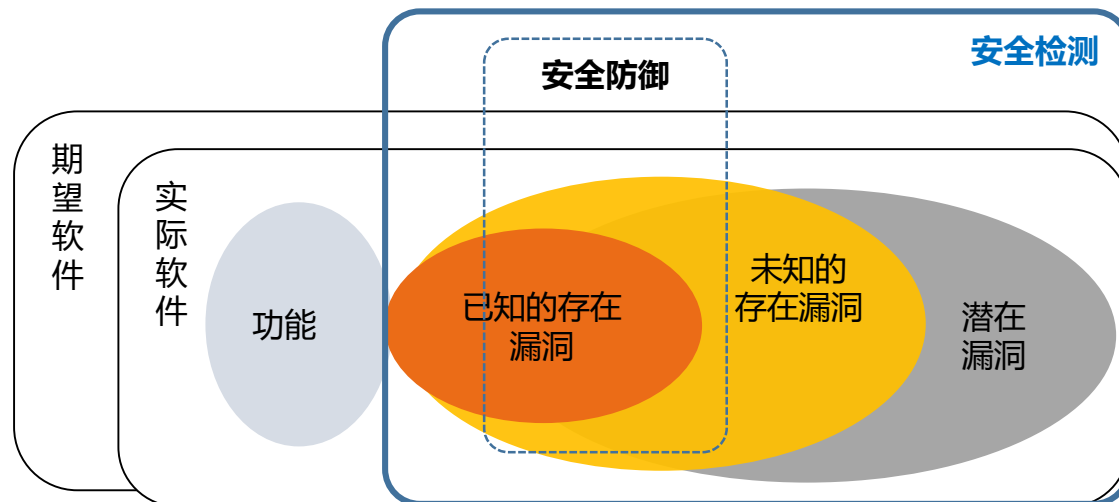 安全检测
安全防御
期望软件
实际软件
功能
已知的存在
漏洞
未知的
存在漏洞
潜在
漏洞